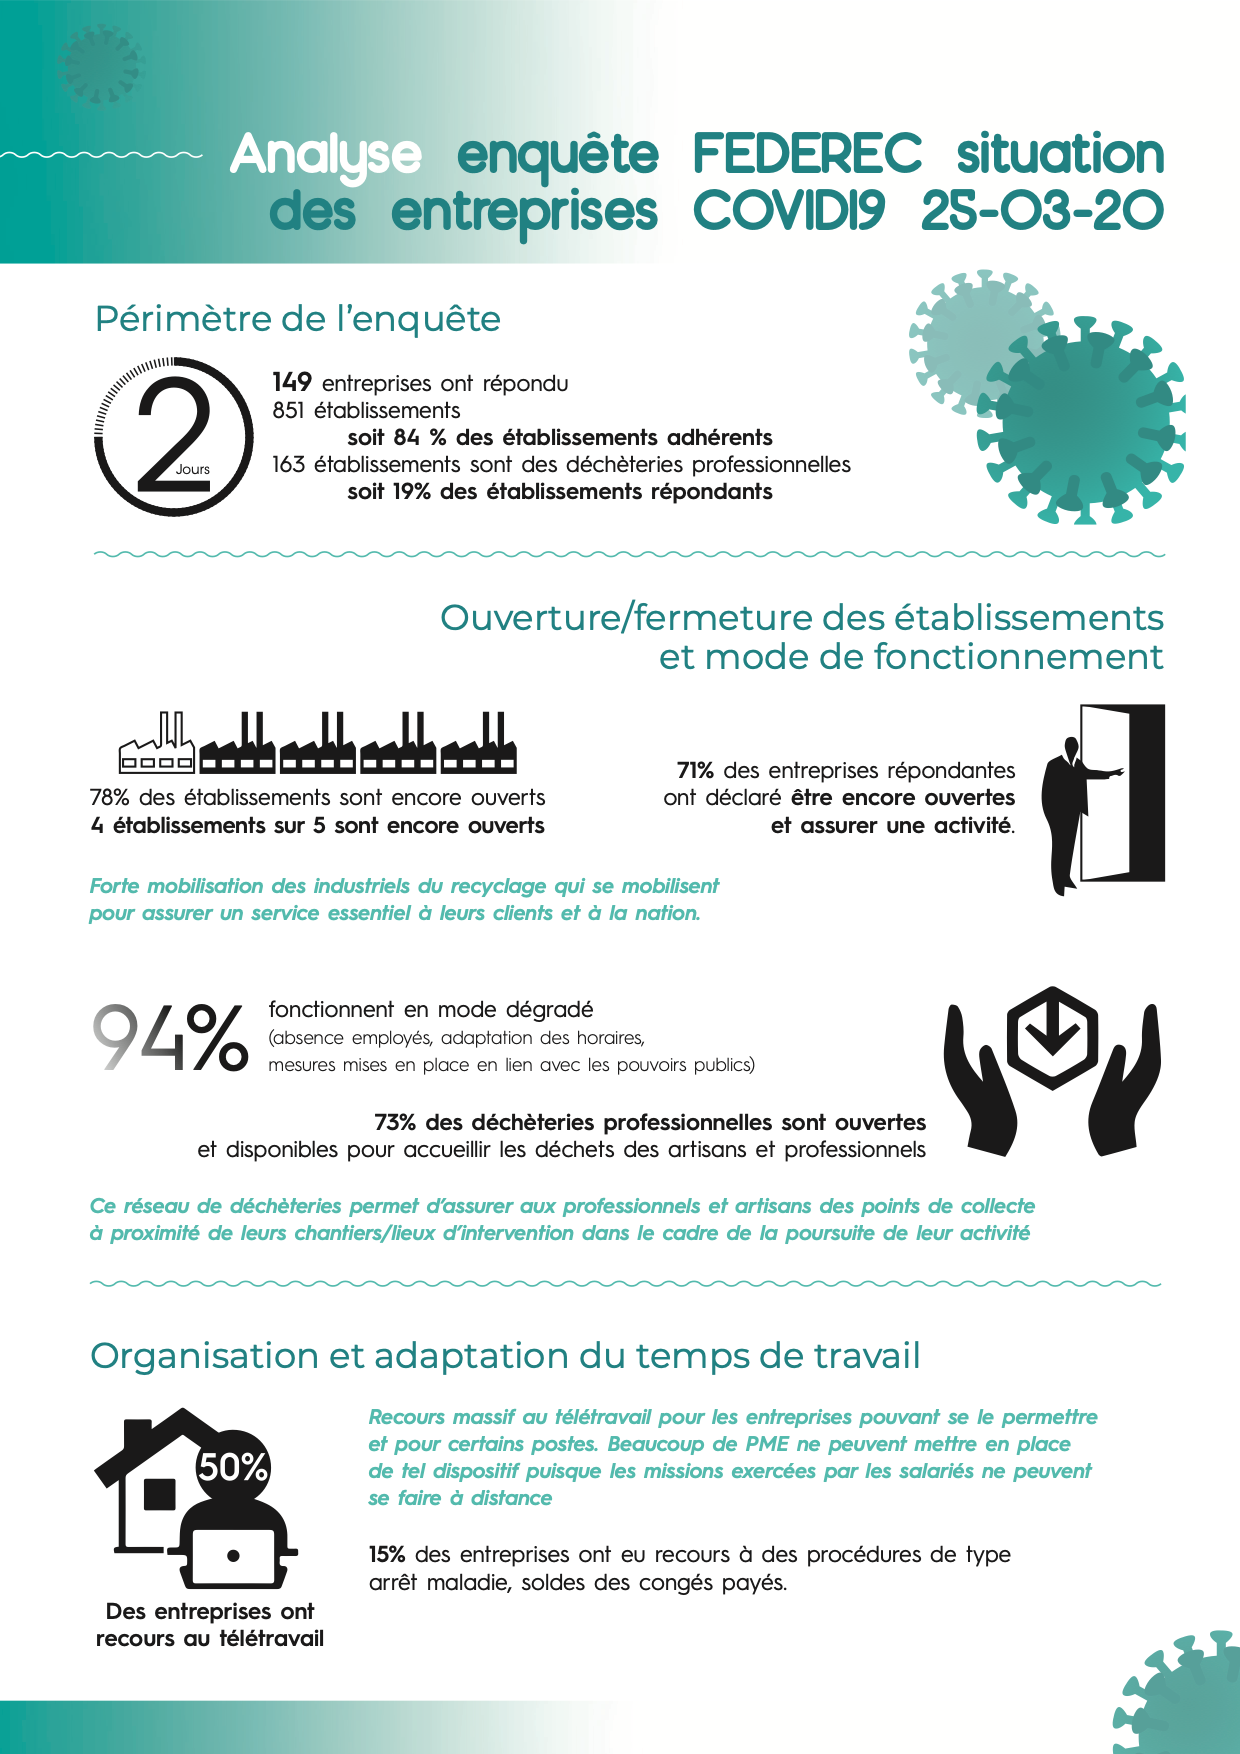 Analyse enquête FEDEREC situation
des entreprises COVID19 25-03-20
Périmètre de l'enquête
2
Jours
149 entreprises ont répondu
851 établissements
soit 84 % des établissements adhérents
163 établissements sont des déchèteries professionnelles
soit 19% des établissements répondants
Ouverture/fermeture des établissements
et mode de fonctionnement
78% des établissements sont encore ouverts
4 établissements sur 5 sont encore ouverts
71% des entreprises répondantes
ont déclaré être encore ouvertes
et assurer une activité.
Forte mobilisation des industriels du recyclage qui se mobilisent
pour assurer un service essentiel à leurs clients et à la nation.
94%
fonctionnent en mode dégradé
(absence employés, adaptation des horaires,
mesures mises en place en lien avec les pouvoirs publics)
73% des déchèteries professionnelles sont ouvertes
et disponibles pour accueillir les déchets des artisans et professionnels
Ce réseau de déchèteries permet d'assurer aux professionnels et artisans des points de collecte
à proximité de leurs chantiers/lieux d'intervention dans le cadre de la poursuite de leur activité
Organisation et adaptation du temps de travail
50%
Des entreprises ont
recours au télétravail
Recours massif au télétravail pour les entreprises pouvant se le permettre
et pour certains postes. Beaucoup de PME ne peuvent mettre en place
de tel dispositif puisque les missions exercées par les salariés ne peuvent
se faire à distance
15% des entreprises ont eu recours à des procédures de type
arrêt maladie, soldes des congés payés.